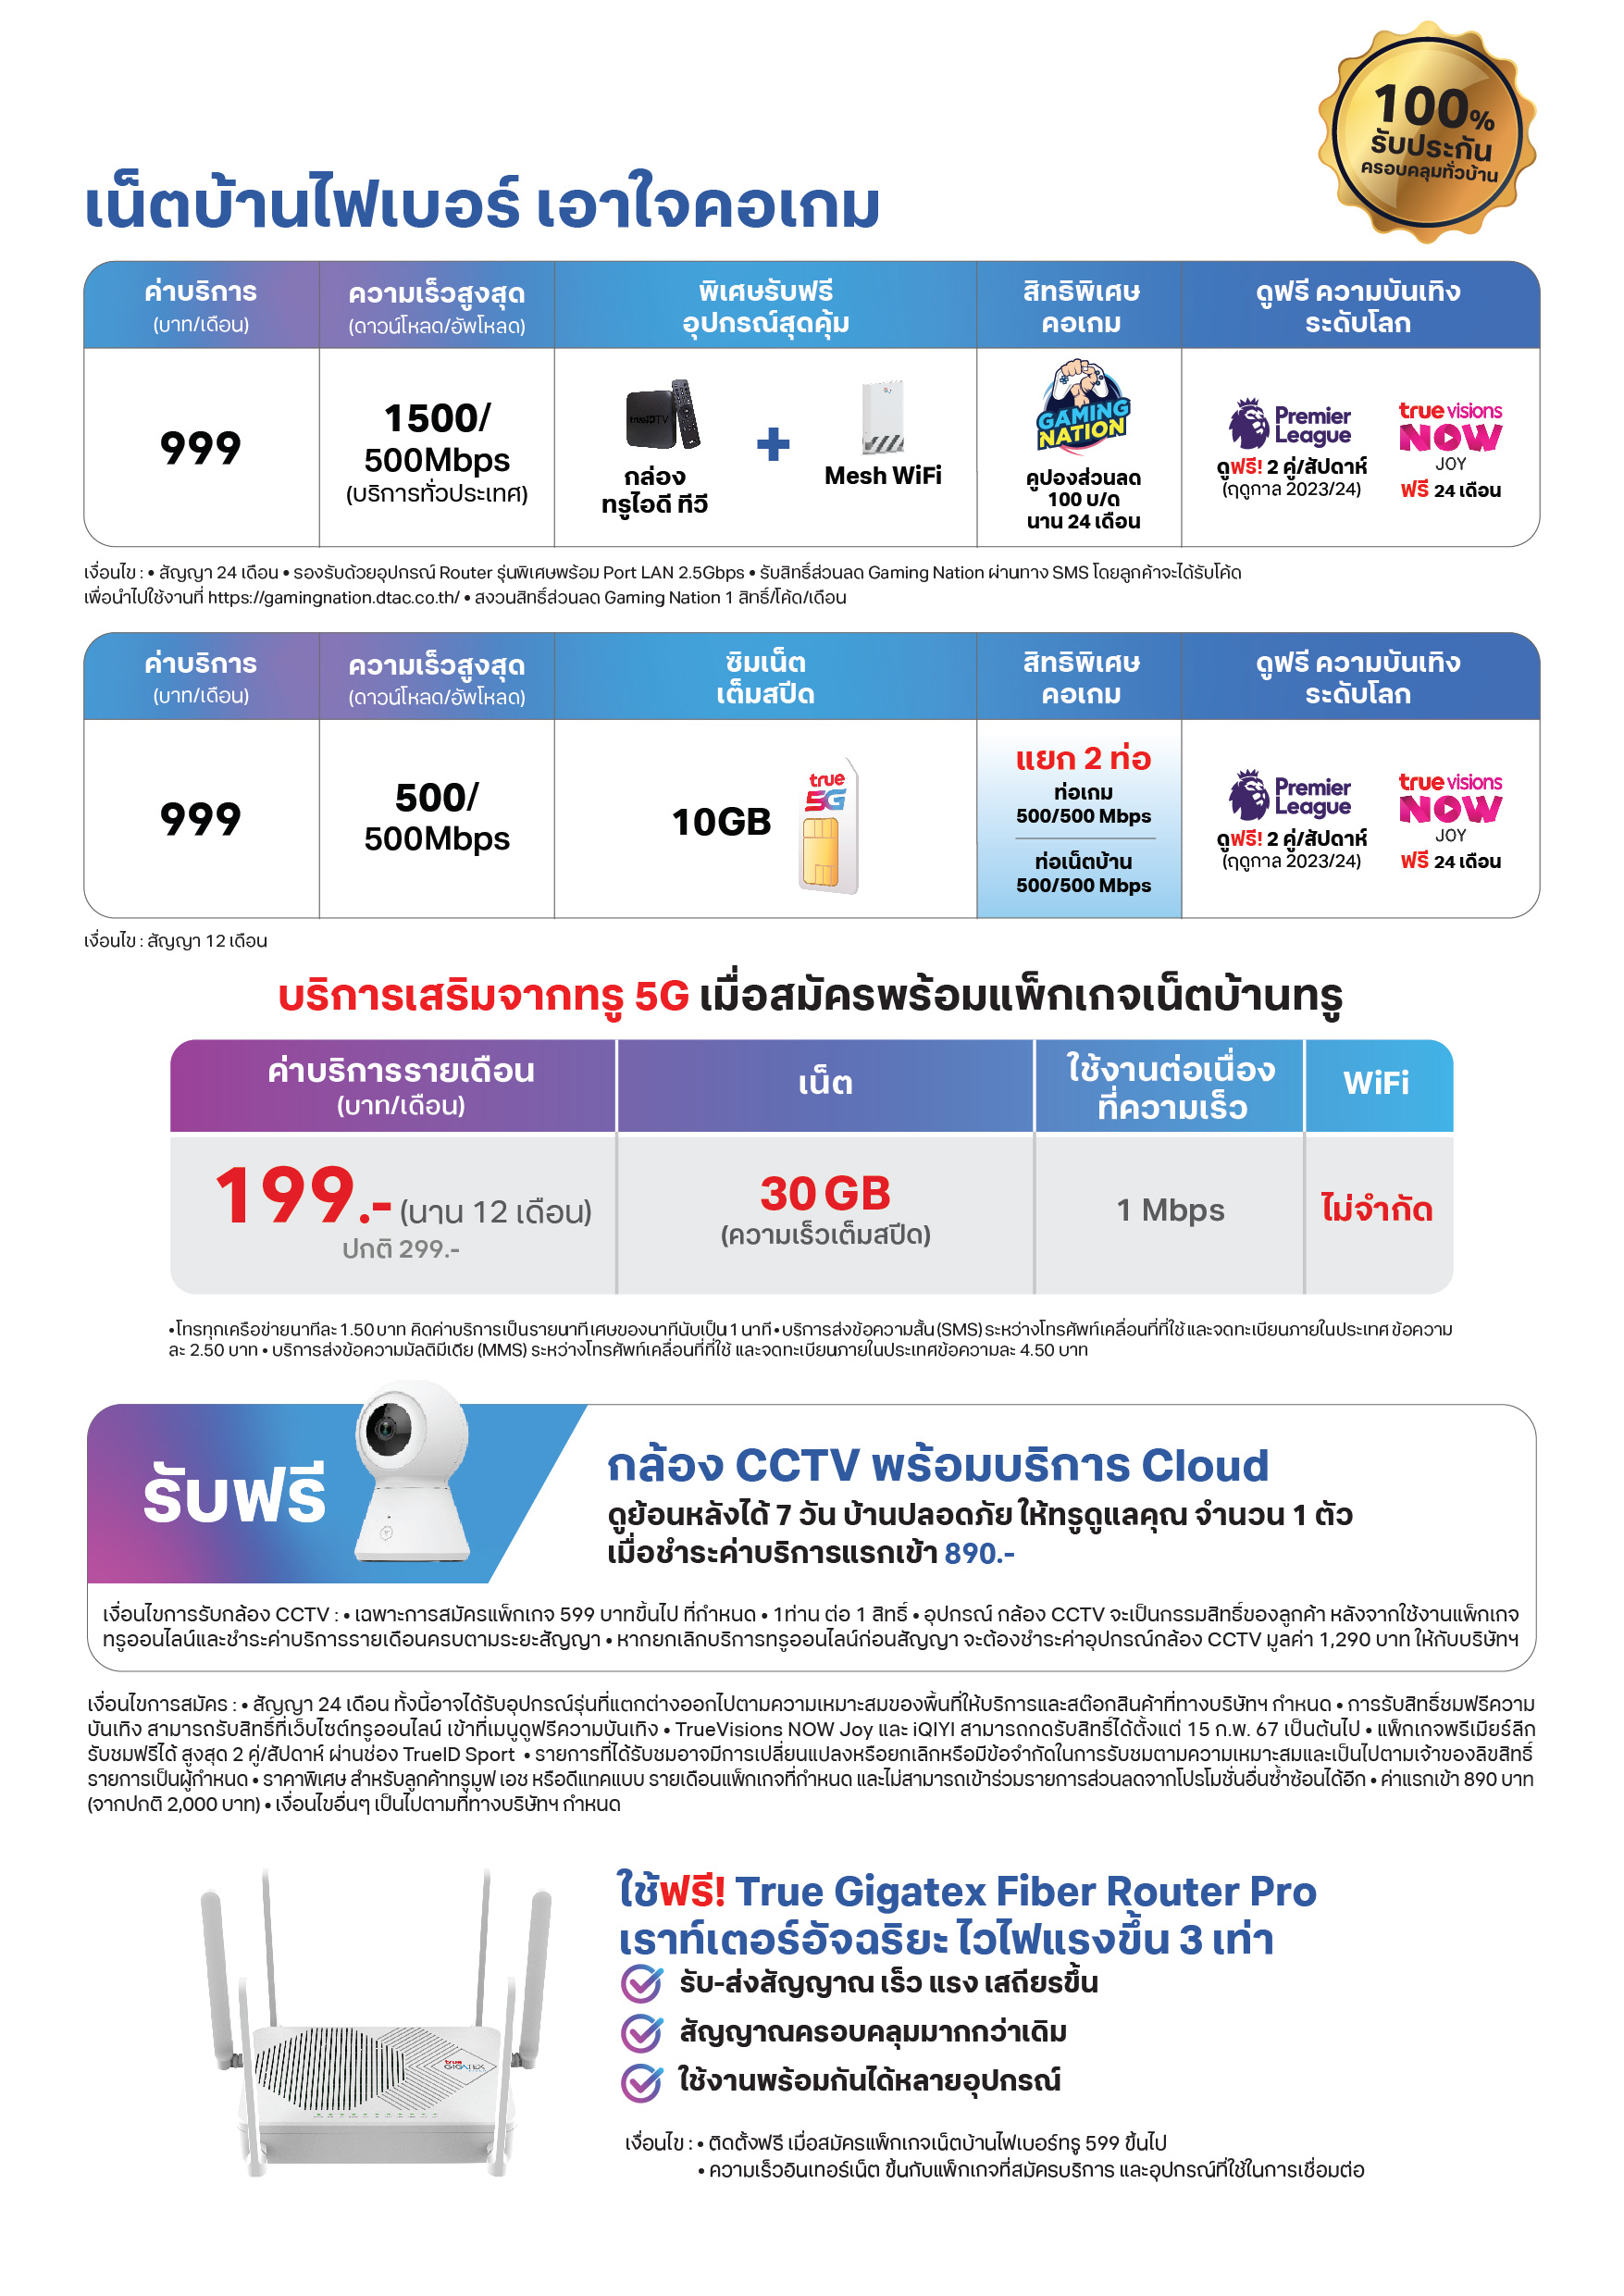 100%
รับประกัน
ครอบคลุมทั่วบ้าน
เน็ตบ้านไฟเบอร์ เอาใจคอเกม
ค่าบริการ
(บาท/เดือน)
ความเร็วสูงสุด
(ดาวน์โหลด/อัพโหลด)
พิเศษรับฟรี
อุปกรณ์สุดคุ้ม
สิทธิพิเศษ
คอเกม
ดูฟรี ความบันเทิง
ระดับโลก
999
1500/
500Mbps
(บริการทั่วประเทศ)
trueIDTV
กล่อง
ทรูไอดี ทีวี
+
Mesh WiFi
GAMING
NATION
คูปองส่วนลด
100 บ/ด
นาน 24 เดือน
Premier
League
ดูฟรี! 2 คู่/สัปดาห์
(ฤดูกาล 2023/24)
true visions
NOW
JOY
ฟรี 24 เดือน
เงื่อนไข : • สัญญา 24 เดือน • รองรับด้วยอุปกรณ์ Router รุ่นพิเศษพร้อม Port LAN 2.5Gbps • รับสิทธิ์ส่วนลด Gaming Nation ผ่านทาง SMS โดยลูกค้าจะได้รับโค้ด
เพื่อนำไปใช้งานที่ https://gamingnation.dtac.co.th/ • สงวนสิทธิ์ส่วนลด Gaming Nation 1 สิทธิ์/โค้ด/เดือน
ค่าบริการ
(บาท/เดือน)
ความเร็วสูงสุด
(ดาวน์โหลด/อัพโหลด)
ซิมเน็ต
เต็มสปีด
สิทธิพิเศษ
คอเกม
ดูฟรี ความบันเทิง
ระดับโลก
999
500/
500Mbps
10GB
true
5G
แยก 2 ท่อ
ท่อเกม
500/500 Mbps
ท่อเน็ตบ้าน
500/500 Mbps
Premier
League
ดูฟรี! 2 คู่/สัปดาห์
(ฤดูกาล 2023/24)
true visions
NOW
JOY
ฟรี 24 เดือน
เงื่อนไข : สัญญา 12 เดือน
บริการเสริมจากทรู 5G เมื่อสมัครพร้อมแพ็กเกจเน็ตบ้านทรู
ค่าบริการรายเดือน
(บาท/เดือน)
เน็ต
ใช้งานต่อเนื่อง
ที่ความเร็ว
WiFi
199.- (นาน 12 เดือน)
ปกติ 299.-
30 GB
(ความเร็วเต็มสปีด)
1 Mbps
ไม่จำกัด
•โทรทุกเครือข่ายนาทีละ 1.50 บาท คิดค่าบริการเป็นรายนาที เศษของนาทีนับเป็น 1 นาที • บริการส่งข้อความสั้น (SMS) ระหว่างโทรศัพท์เคลื่อนที่ที่ใช้ และจดทะเบียนภายในประเทศ ข้อความ
ละ 2.50 บาท • บริการส่งข้อความมัลติมีเดีย (MMS) ระหว่างโทรศัพท์เคลื่อนที่ที่ใช้ และจดทะเบียนภายในประเทศข้อความละ 4.50 บาท
รับฟรี
กล้อง CCTV พร้อมบริการ Cloud
ดูย้อนหลังได้ 7 วัน บ้านปลอดภัย ให้ทรูดูแลคุณ จำนวน 1 ตัว
เมื่อชำระค่าบริการแรกเข้า 890.-
เงื่อนไขการรับกล้อง CCTV : • เฉพาะการสมัครแพ็กเกจ 599 บาทขึ้นไป ที่กำหนด • 1ท่าน ต่อ 1 สิทธิ์ • อุปกรณ์ กล้อง CCTV จะเป็นกรรมสิทธิ์ของลูกค้า หลังจากใช้งานแพ็กเกจ
ทรูออนไลน์และชำระค่าบริการรายเดือนครบตามระยะสัญญา • หากยกเลิกบริการทรูออนไลน์ก่อนสัญญา จะต้องชำระค่าอุปกรณ์กล้อง CCTV มูลค่า 1,290 บาท ให้กับบริษัทฯ
เงื่อนไขการสมัคร : • สัญญา 24 เดือน ทั้งนี้อาจได้รับอุปกรณ์รุ่นที่แตกต่างออกไปตามความเหมาะสมของพื้นที่ให้บริการและสต๊อกสินค้าที่ทางบริษัทฯ กำหนด • การรับสิทธิ์ชมฟรีความ
บันเทิง สามารถรับสิทธิ์ที่เว็บไซต์ทรูออนไลน์ เข้าที่เมนูดูฟรีความบันเทิง • TrueVisions NOW Joy และ iQIYI สามารถกดรับสิทธิ์ได้ตั้งแต่ 15 ก.พ. 67 เป็นต้นไป • แพ็กเกจพรีเมียร์ลีก
รับชมฟรีได้ สูงสุด 2 คู่/สัปดาห์ ผ่านช่อง TrueID Sport • รายการที่ได้รับชมอาจมีการเปลี่ยนแปลงหรือยกเลิกหรือมีข้อจำกัดในการรับชมตามความเหมาะสมและเป็นไปตามเจ้าของลิขสิทธิ์
รายการเป็นผู้กำหนด • ราคาพิเศษ สำหรับลูกค้าทรูมูฟ เอช หรือดีแทคแบบ รายเดือนแพ็กเกจที่กำหนด และไม่สามารถเข้าร่วมรายการส่วนลดจากโปรโมชั่นอื่นซ้ำซ้อนได้อีก • ค่าแรกเข้า 890 บาท
(จากปกติ 2,000 บาท) • เงื่อนไขอื่นๆ เป็นไปตามที่ทางบริษัทฯ กำหนด
true
GIGATEX
ใช้ฟรี! True Gigatex Fiber Router Pro
เราท์เตอร์อัจฉริยะ ไวไฟแรงขึ้น 3 เท่า
รับ-ส่งสัญญาณ เร็ว แรง เสถียรขึ้น
สัญญาณครอบคลุมมากกว่าเดิม
ใช้งานพร้อมกันได้หลายอุปกรณ์
เงื่อนไข : • ติดตั้งฟรี เมื่อสมัครแพ็กเกจเน็ตบ้านไฟเบอร์ทรู 599 ขึ้นไป
• ความเร็วอินเทอร์เน็ต ขึ้นกับแพ็กเกจที่สมัครบริการ และอุปกรณ์ที่ใช้ในการเชื่อมต่อ